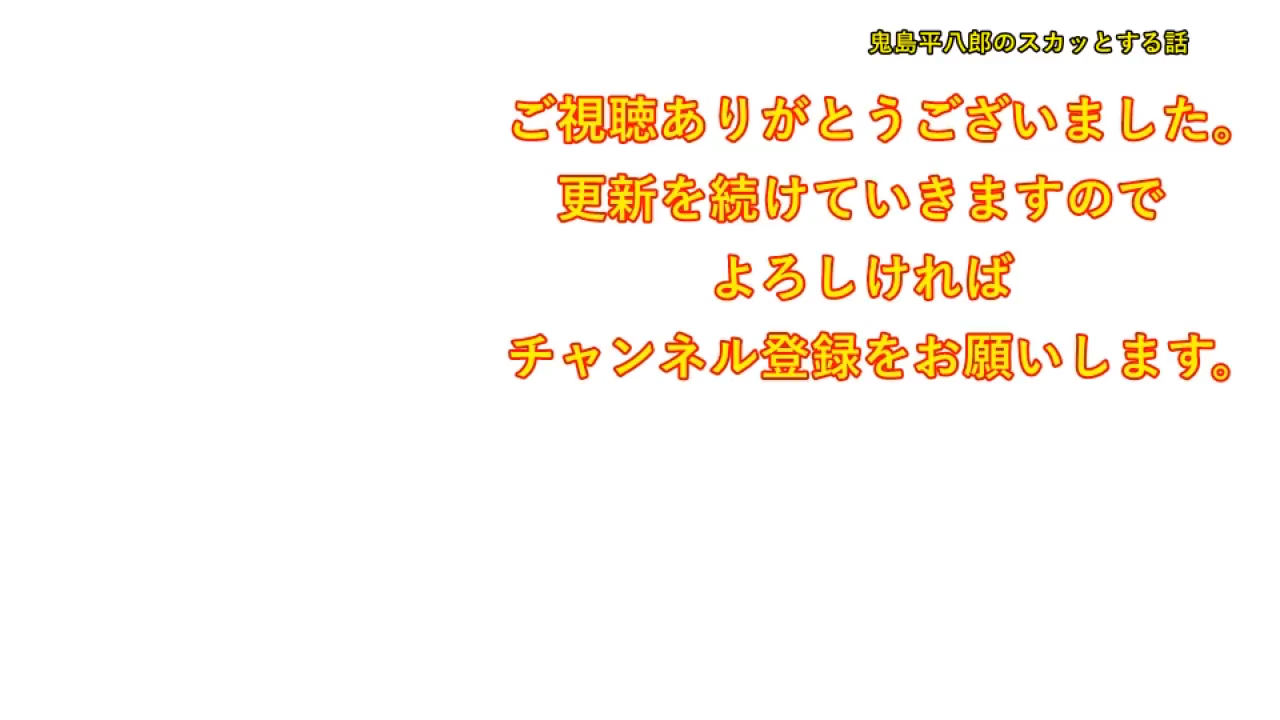 鬼島平八郎のスカッとする話
ご視聴ありがとうございました。
更新を続けていきますので
よろしければ
チャンネル登録をお願いします。